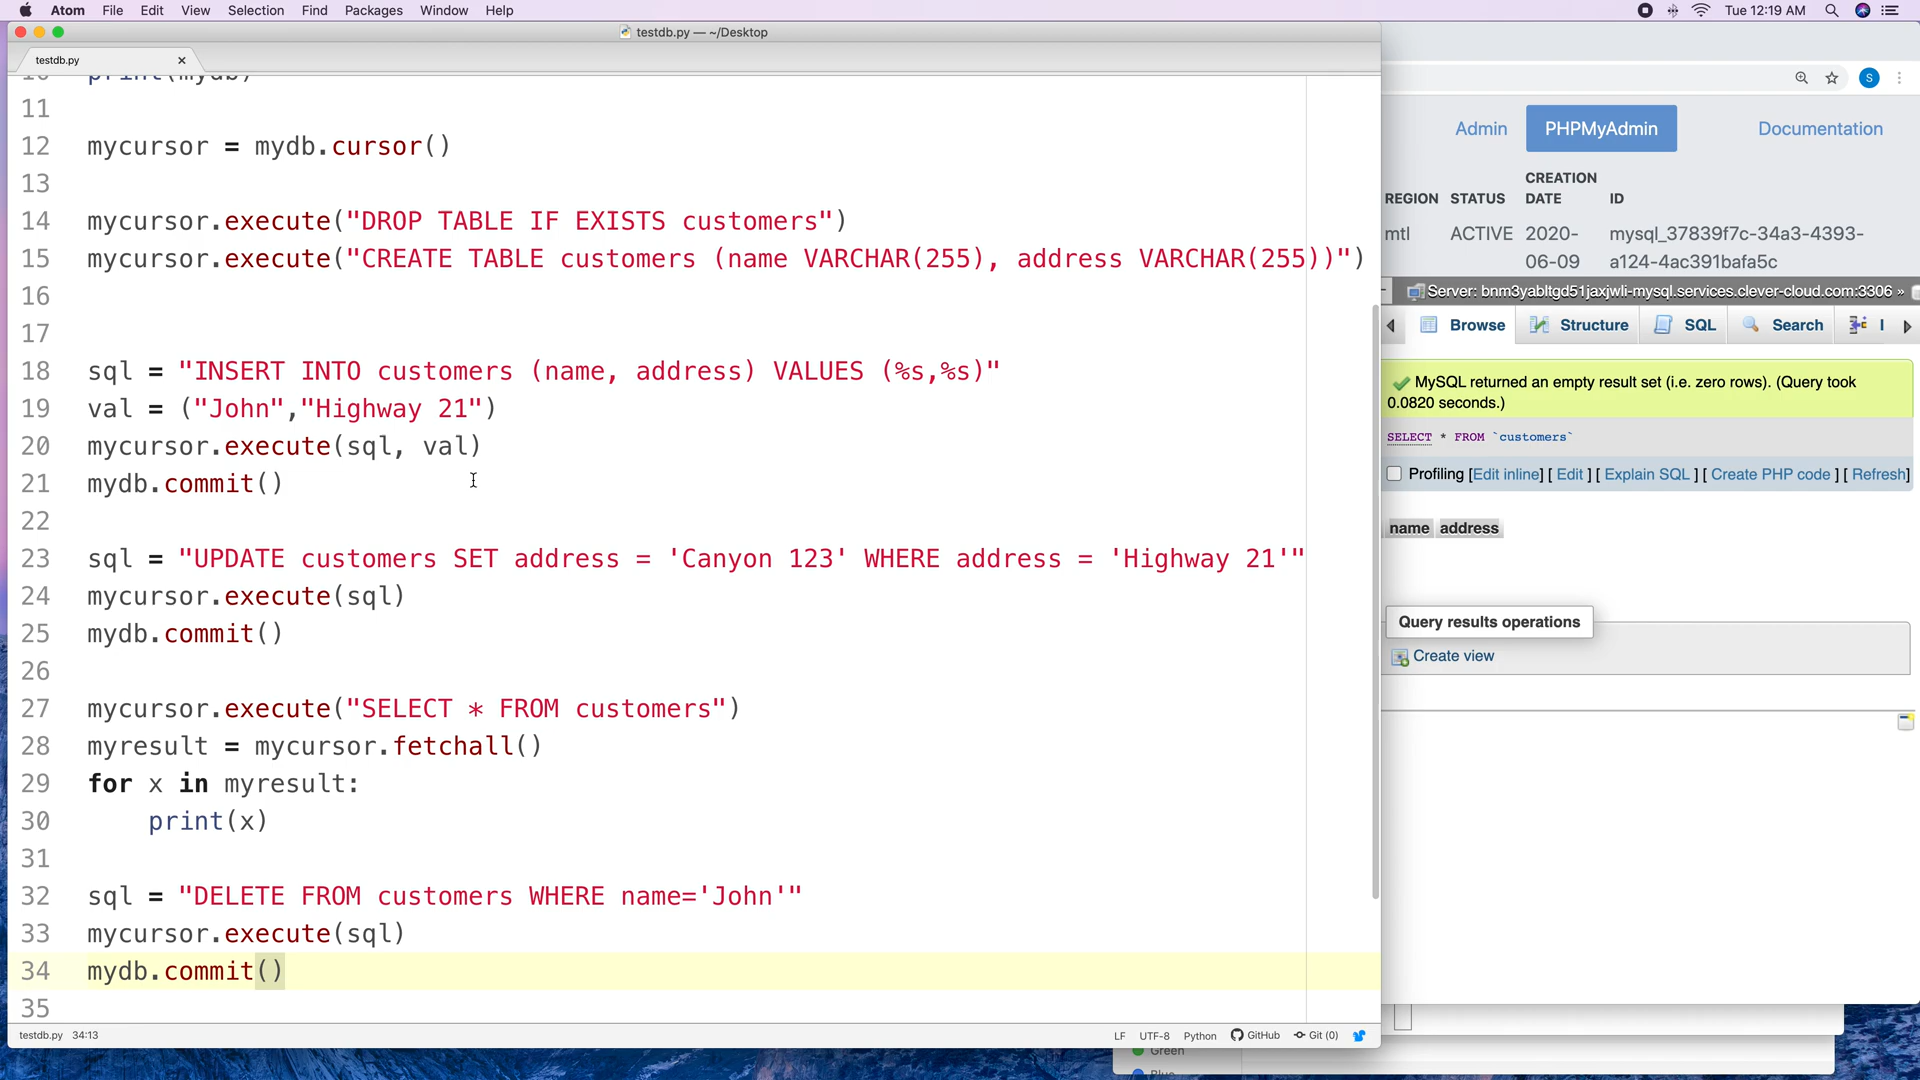 Atom File Edit View Selection Find Packages Window Help Tue 12:19 AM
testdb.py — ~/Desktop
testdb.py
10 print(mydb)
11
12 mycursor = mydb.cursor()
13
14 mycursor.execute("DROP TABLE IF EXISTS customers")
15 mycursor.execute("CREATE TABLE customers (name VARCHAR(255), address VARCHAR(255))")
16
17
18 sql = "INSERT INTO customers (name, address) VALUES (%s,%s)"
19 val = ("John","Highway 21")
20 mycursor.execute(sql, val)
21 mydb.commit()
22
23 sql = "UPDATE customers SET address = 'Canyon 123' WHERE address = 'Highway 21'"
24 mycursor.execute(sql)
25 mydb.commit()
26
27 mycursor.execute("SELECT * FROM customers")
28 myresult = mycursor.fetchall()
29 for x in myresult:
30 print(x)
31
32 sql = "DELETE FROM customers WHERE name='John'"
33 mycursor.execute(sql)
34 mydb.commit()
35
testdb.py 34:13 LF UTF-8 Python GitHub Git (0)
S
Admin PHPMyAdmin Documentation
REGION STATUS CREATION DATE ID
mtl ACTIVE 2020-06-09 mysql_37839f7c-34a3-4393-
a124-4ac391bafa5c
Server: bnm3yabltgd51jaxjwli-mysql.services.clever-cloud.com:3306 »
Browse Structure SQL Search I
MySQL returned an empty result set (i.e. zero rows). (Query took
0.0820 seconds.)
SELECT * FROM `customers`
Profiling [Edit inline] [ Edit ] [ Explain SQL ] [ Create PHP code ] [ Refresh]
name address
Query results operations
Create view
Green
Blue